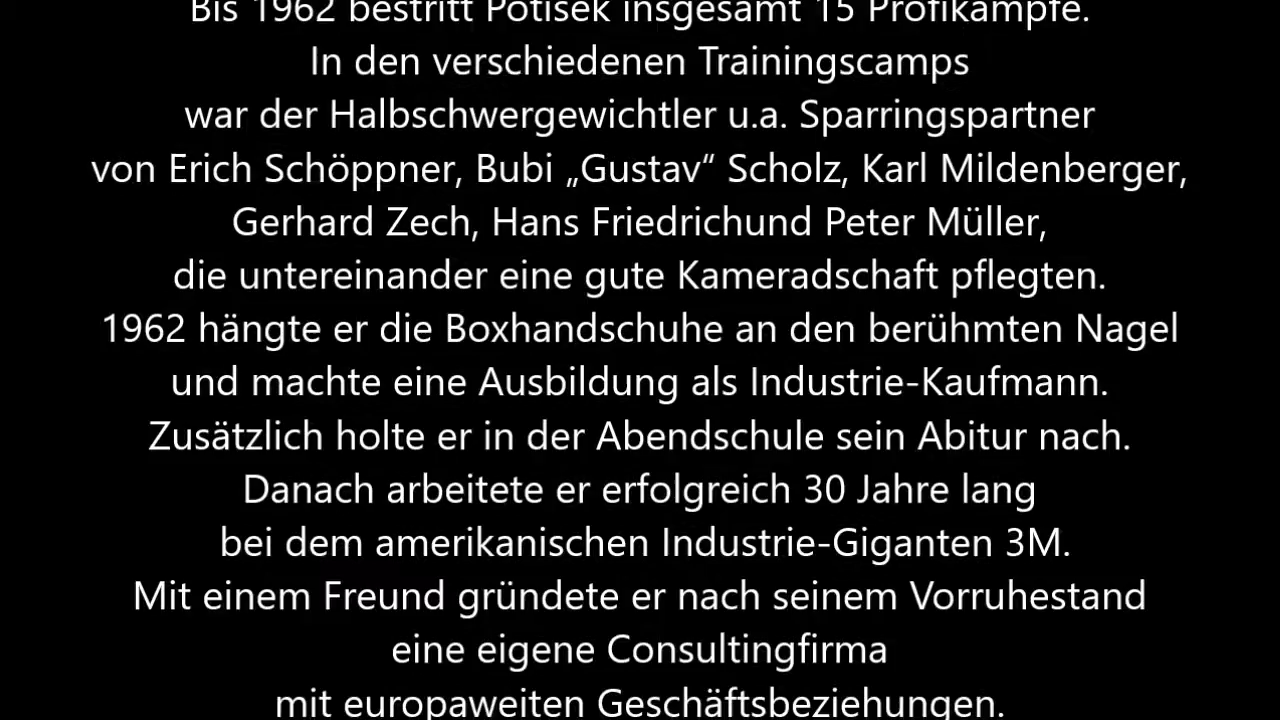 Bis 1962 bestritt Potisek insgesamt 15 Profikämpfe.
In den verschiedenen Trainingscamps
war der Halbschwergewichtler u.a. Sparringspartner
von Erich Schöppner, Bubi „Gustav“ Scholz, Karl Mildenberger,
Gerhard Zech, Hans Friedrichund Peter Müller,
die untereinander eine gute Kameradschaft pflegten.
1962 hängte er die Boxhandschuhe an den berühmten Nagel
und machte eine Ausbildung als Industrie-Kaufmann.
Zusätzlich holte er in der Abendschule sein Abitur nach.
Danach arbeitete er erfolgreich 30 Jahre lang
bei dem amerikanischen Industrie-Giganten 3M.
Mit einem Freund gründete er nach seinem Vorruhestand
eine eigene Consultingfirma
mit europaweiten Geschäftsbeziehungen.